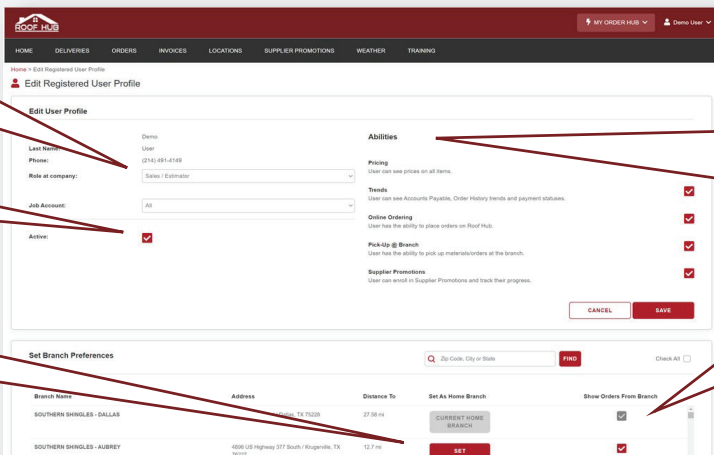 ROOF HUB
MY ORDER HUB
Demo User
HOME DELIVERIES ORDERS INVOICES LOCATIONS SUPPLIER PROMOTIONS WEATHER TRAINING
Home > Edit Registered User Profile
Edit Registered User Profile
Edit User Profile
Demo
Last Name: User
Phone: (214) 491-4149
Role at company: Sales / Estimator
Job Account: All
Active:
Abilities
Pricing
User can see prices on all items.
Trends
User can see Accounts Payable, Order History trends and payment statuses.
Online Ordering
User has the ability to place orders on Roof Hub.
Pick-Up @ Branch
User has the ability to pick up materials/orders at the branch.
Supplier Promotions
User can enroll in Supplier Promotions and track their progress.
CANCEL SAVE
Set Branch Preferences
Zip Code, City or State FIND Check All
Branch Name Address Distance To Set As Home Branch Show Orders From Branch
SOUTHERN SHINGLES - DALLAS Dallas, TX 75228 27.58 mi CURRENT HOME
BRANCH
SOUTHERN SHINGLES - AUBREY 4898 US Highway 377 South / Krugerville, TX 12.7 mi SET
76227